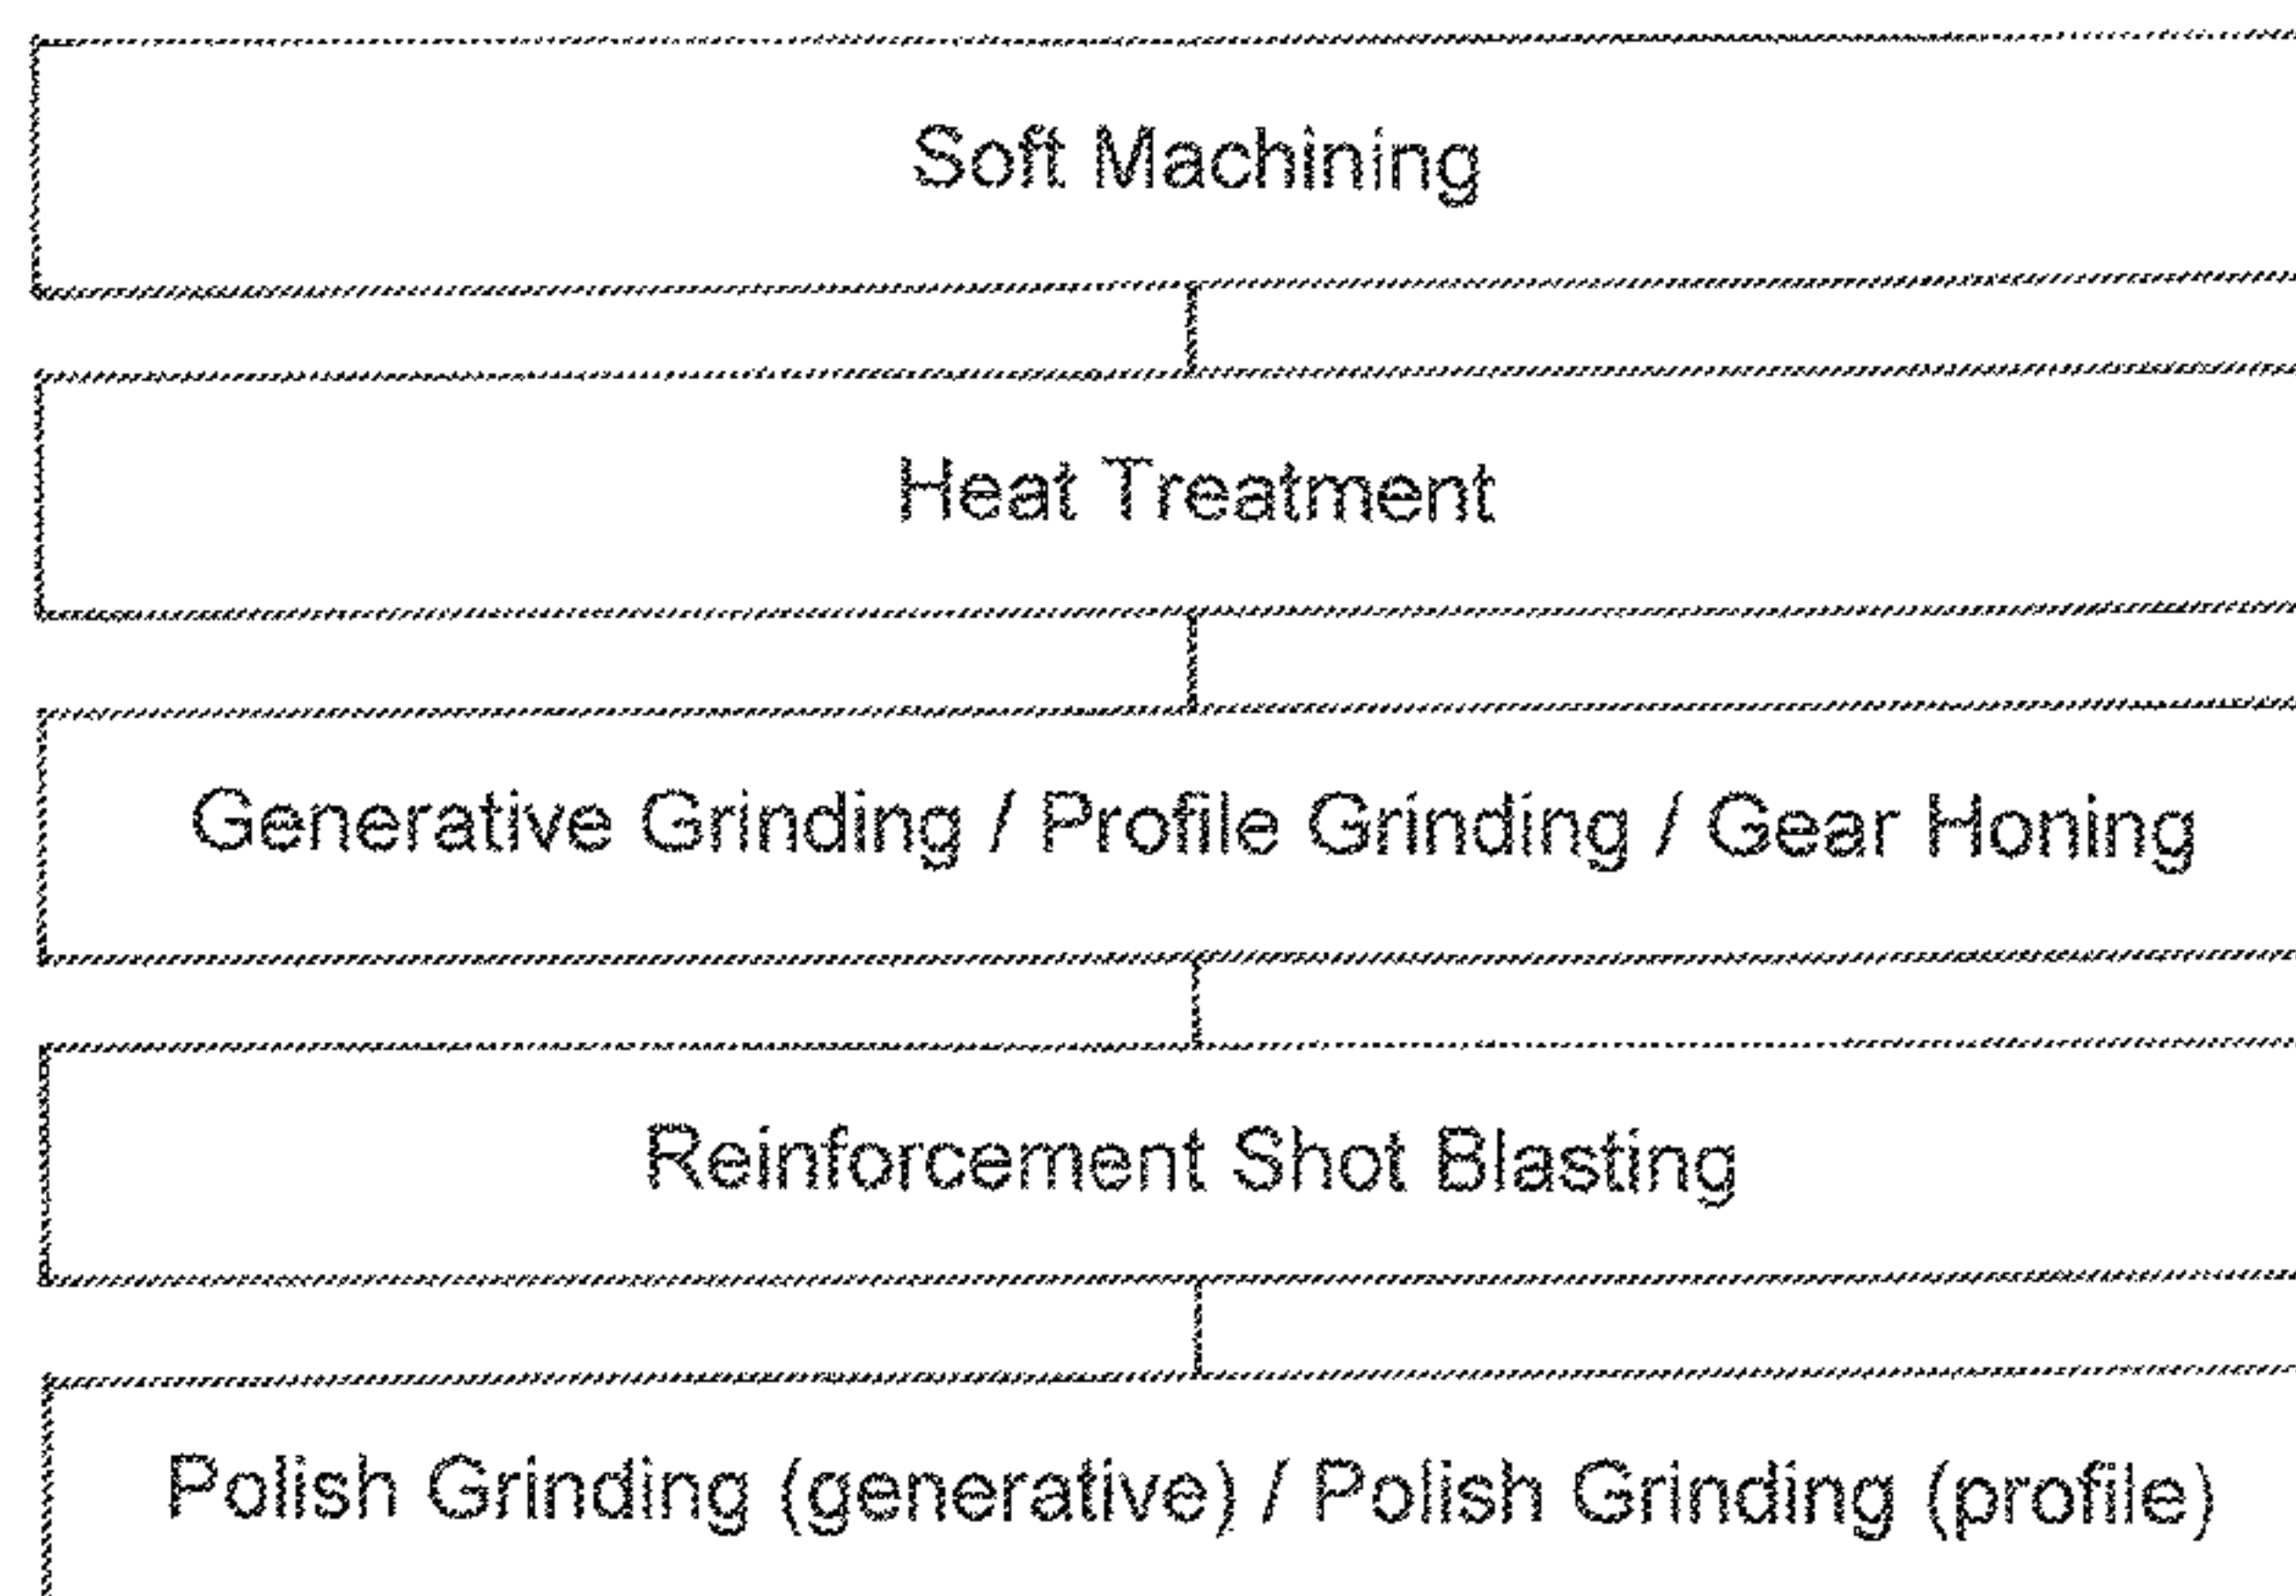 Soft Machining
Heat Treatment
Generative Grinding / Profile Grinding / Gear Honing
Reinforcement Shot Blasting
Polish Grinding (generative) / Polish Grinding (profile)